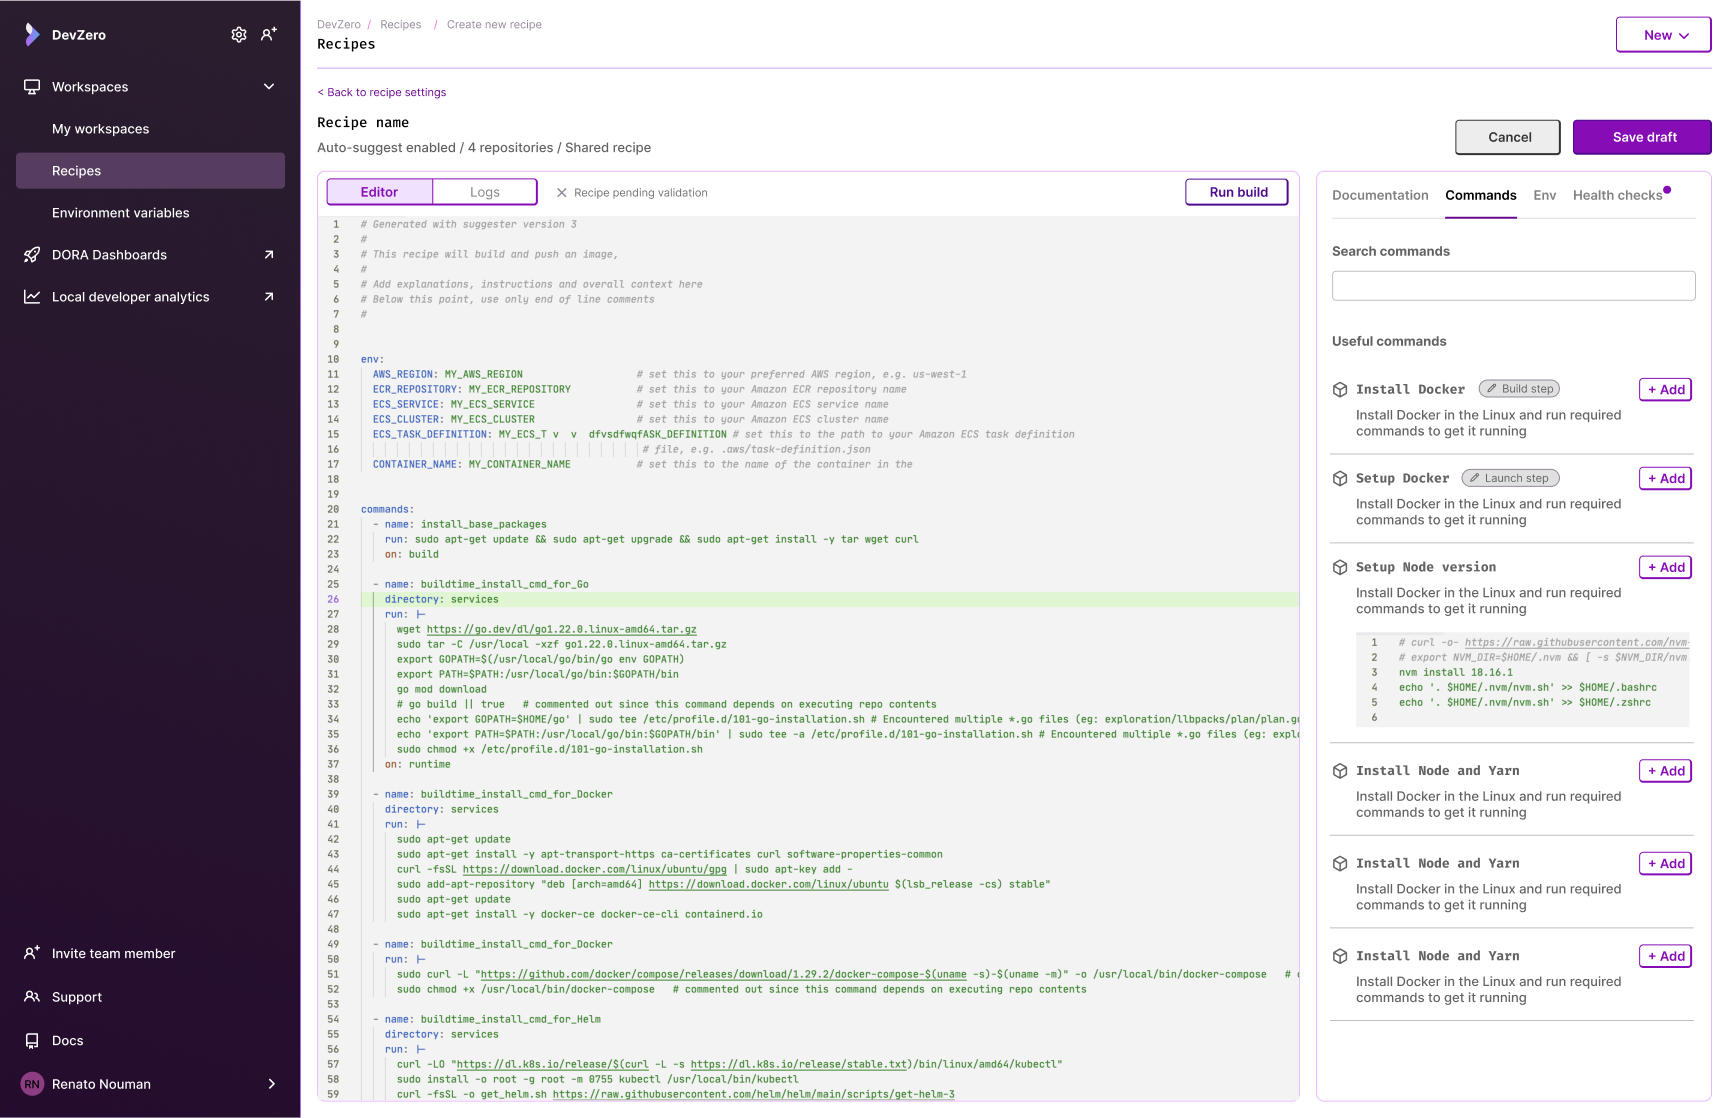 DevZero
Workspaces
My workspaces
Recipes
Environment variables
DORA Dashboards
Local developer analytics
Invite team member
Support
Docs
RN Renato Nouman
DevZero / Recipes / Create new recipe
Recipes
New
< Back to recipe settings
Recipe name
Auto-suggest enabled / 4 repositories / Shared recipe
Cancel
Save draft
Editor
Logs
Recipe pending validation
Run build
1 # Generated with suggester version 3
2 #
3 # This recipe will build and push an image,
4 #
5 # Add explanations, instructions and overall context here
6 # Below this point, use only end of line comments
7 #
8
9
10 env:
11 AWS_REGION: MY_AWS_REGION # set this to your preferred AWS region, e.g. us-west-1
12 ECR_REPOSITORY: MY_ECR_REPOSITORY # set this to your Amazon ECR repository name
13 ECS_SERVICE: MY_ECS_SERVICE # set this to your Amazon ECS service name
14 ECS_CLUSTER: MY_ECS_CLUSTER # set this to your Amazon ECS cluster name
15 ECS_TASK_DEFINITION: MY_ECS_T v v dfvsdfwqfASK_DEFINITION # set this to the path to your Amazon ECS task definition
16 # file, e.g. .aws/task-definition.json
17 CONTAINER_NAME: MY_CONTAINER_NAME # set this to the name of the container in the
18
19
20 commands:
21 - name: install_base_packages
22 run: sudo apt-get update && sudo apt-get upgrade && sudo apt-get install -y tar wget curl
23 on: build
24
25 - name: buildtime_install_cmd_for_Go
26 directory: services
27 run: |-
28 wget https://go.dev/dl/go1.22.0.linux-amd64.tar.gz
29 sudo tar -C /usr/local -xzf go1.22.0.linux-amd64.tar.gz
30 export GOPATH=$(/usr/local/go/bin/go env GOPATH)
31 export PATH=$PATH:/usr/local/go/bin:$GOPATH/bin
32 go mod download
33 # go build || true # commented out since this command depends on executing repo contents
34 echo 'export GOPATH=$HOME/go' | sudo tee /etc/profile.d/101-go-installation.sh # Encountered multiple *.go files (eg: exploration/llbpacks/plan/plan.go
35 echo 'export PATH=$PATH:/usr/local/go/bin:$GOPATH/bin' | sudo tee -a /etc/profile.d/101-go-installation.sh # Encountered multiple *.go files (eg: explo
36 sudo chmod +x /etc/profile.d/101-go-installation.sh
37 on: runtime
38
39 - name: buildtime_install_cmd_for_Docker
40 directory: services
41 run: |-
42 sudo apt-get update
43 sudo apt-get install -y apt-transport-https ca-certificates curl software-properties-common
44 curl -fsSL https://download.docker.com/linux/ubuntu/gpg | sudo apt-key add -
45 sudo add-apt-repository "deb [arch=amd64] https://download.docker.com/linux/ubuntu $(lsb_release -cs) stable"
46 sudo apt-get update
47 sudo apt-get install -y docker-ce docker-ce-cli containerd.io
48
49 - name: buildtime_install_cmd_for_Docker
50 run: |-
51 sudo curl -L "https://github.com/docker/compose/releases/download/1.29.2/docker-compose-$(uname -s)-$(uname -m)" -o /usr/local/bin/docker-compose #
52 sudo chmod +x /usr/local/bin/docker-compose # commented out since this command depends on executing repo contents
53
54 - name: buildtime_install_cmd_for_Helm
55 directory: services
56 run: |-
57 curl -LO "https://dl.k8s.io/release/$(curl -L -s https://dl.k8s.io/release/stable.txt)/bin/linux/amd64/kubectl"
58 sudo install -o root -g root -m 0755 kubectl /usr/local/bin/kubectl
59 curl -fsSL -o get_helm.sh https://raw.githubusercontent.com/helm/helm/main/scripts/get-helm-3
Documentation
Commands
Env
Health checks
Search commands
Useful commands
Install Docker Build step + Add
Install Docker in the Linux and run required
commands to get it running
Setup Docker Launch step + Add
Install Docker in the Linux and run required
commands to get it running
Setup Node version + Add
Install Docker in the Linux and run required
commands to get it running
1 # curl -o- https://raw.githubusercontent.com/nvm-
2 # export NVM_DIR=$HOME/.nvm && [ -s $NVM_DIR/nvm
3 nvm install 18.16.1
4 echo '. $HOME/.nvm/nvm.sh' >> $HOME/.bashrc
5 echo '. $HOME/.nvm/nvm.sh' >> $HOME/.zshrc
6
Install Node and Yarn + Add
Install Docker in the Linux and run required
commands to get it running
Install Node and Yarn + Add
Install Docker in the Linux and run required
commands to get it running
Install Node and Yarn + Add
Install Docker in the Linux and run required
commands to get it running